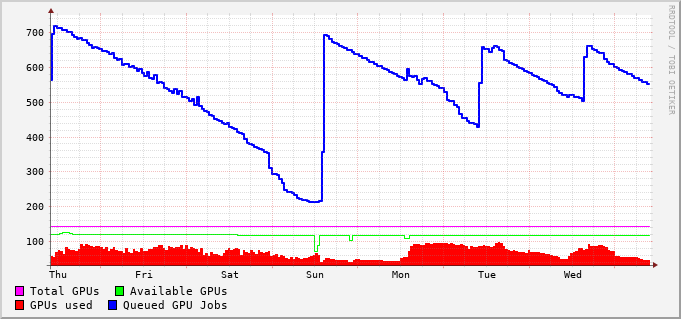 700
600
500
400
300
200
100
Thu Fri Sat Sun Mon Tue Wed
Total GPUs Available GPUs
GPUs used Queued GPU Jobs
RRDTOOL / TOBI OETIKER